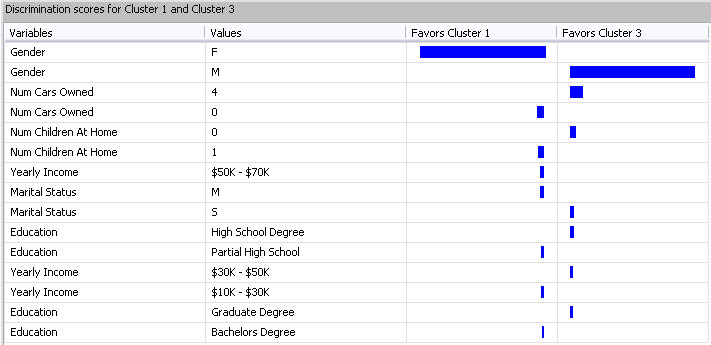 Discrimination scores for Cluster 1 and Cluster 3
Variables Values Favors Cluster 1 Favors Cluster 3
Gender F
Gender M
Num Cars Owned 4
Num Cars Owned 0
Num Children At Home 0
Num Children At Home 1
Yearly Income $50K - $70K
Marital Status M
Marital Status S
Education High School Degree
Education Partial High School
Yearly Income $30K - $50K
Yearly Income $10K - $30K
Education Graduate Degree
Education Bachelors Degree